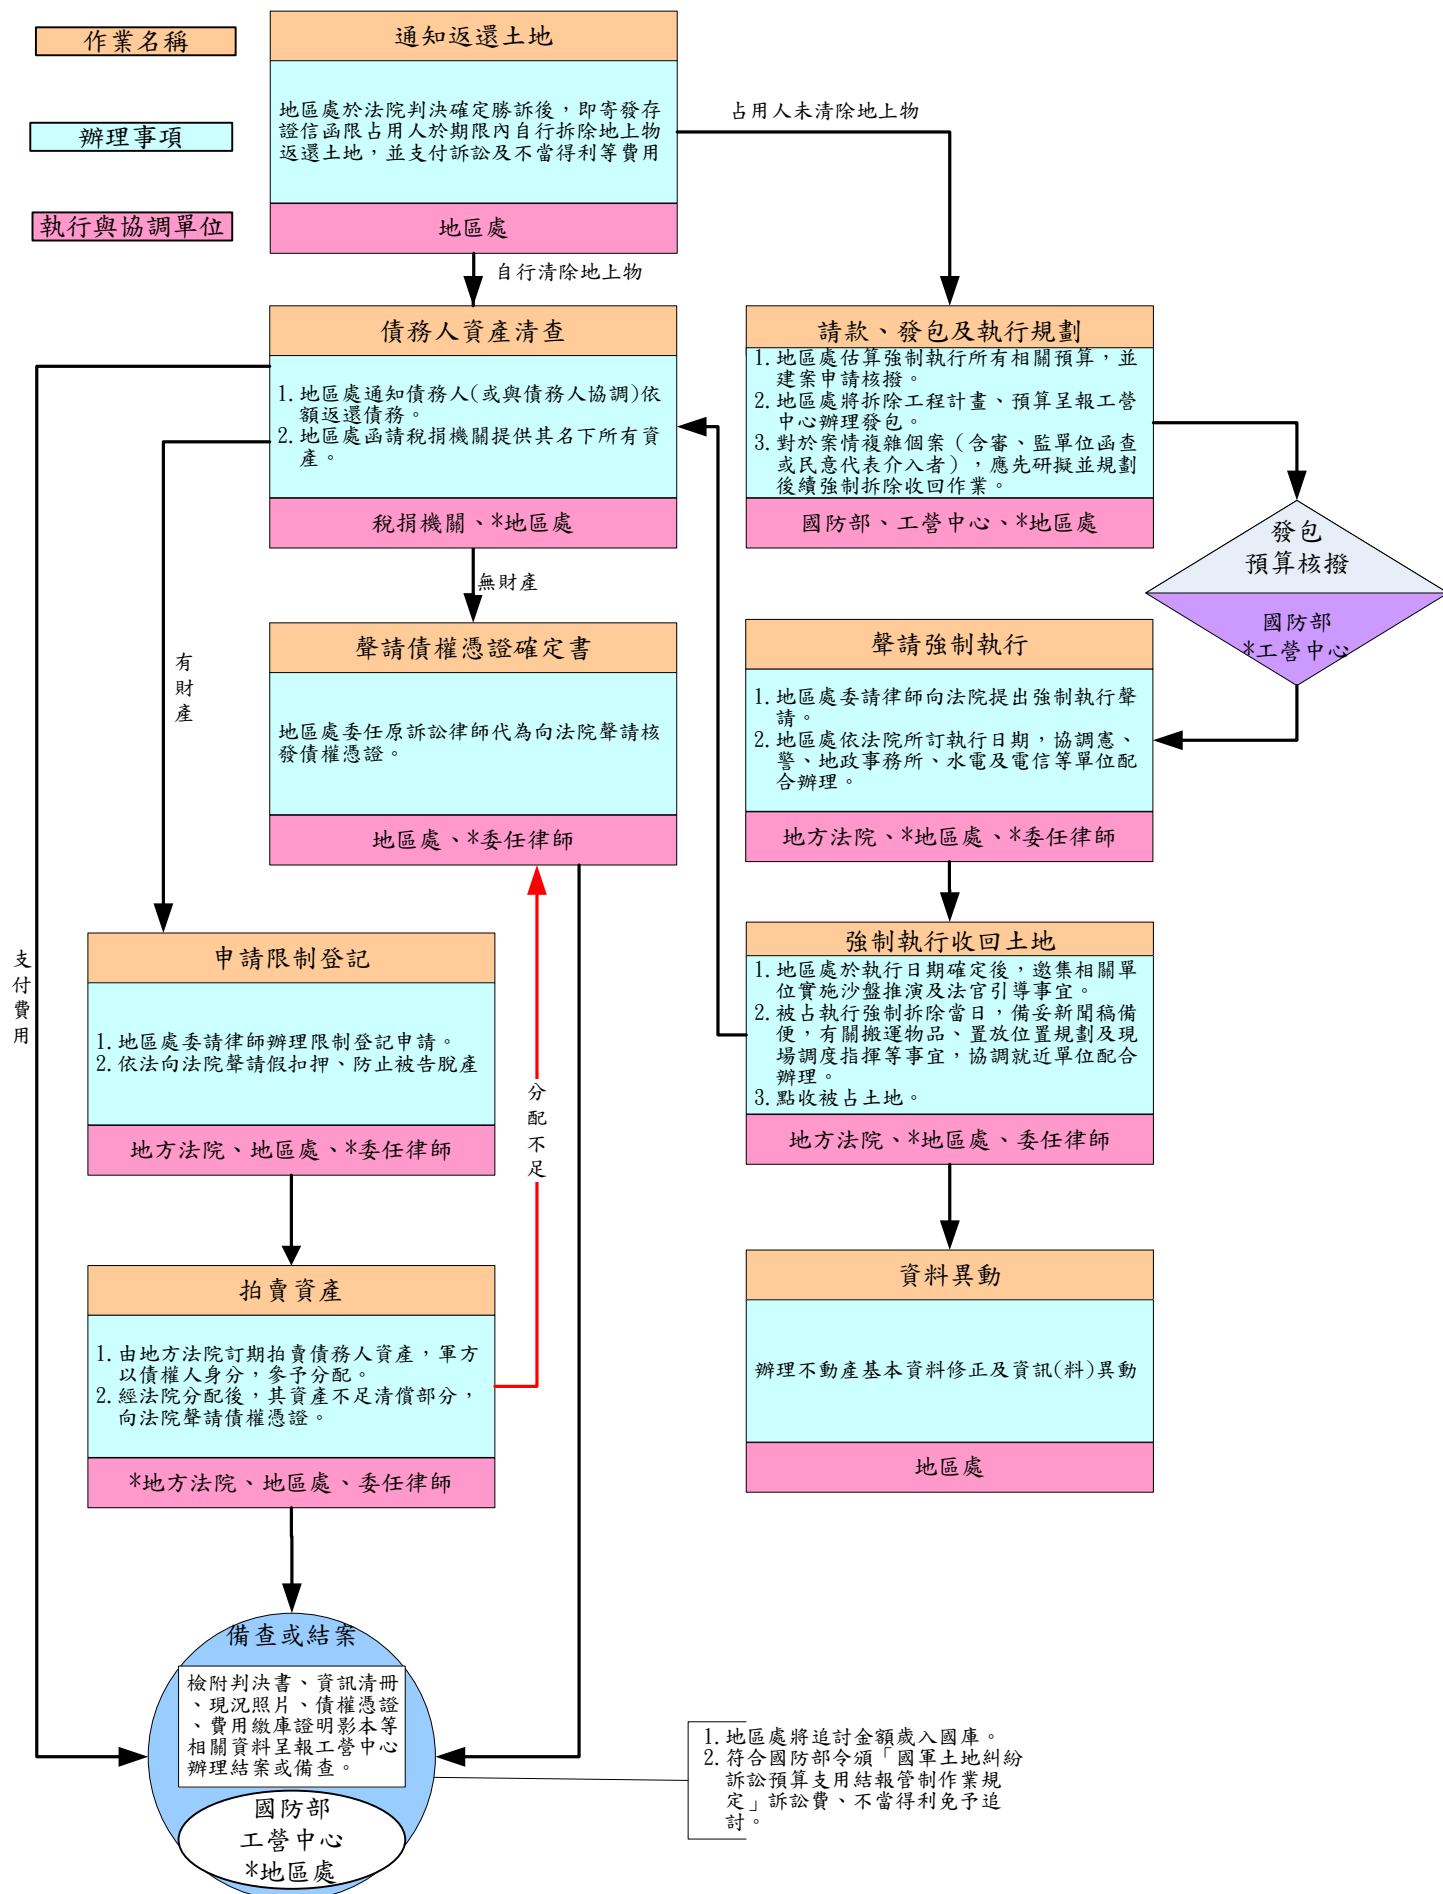 作業名稱
辦理事項
執行與協調單位
通知返還土地
地區處於法院判決確定勝訴後，即寄發存
證信函限占用人於期限內自行拆除地上物
返還土地，並支付訴訟及不當得利等費用
地區處
占用人未清除地上物
自行清除地上物
債務人資產清查
1.地區處通知債務人(或與債務人協調)依
額返還債務。
2.地區處函請稅捐機關提供其名下所有資
產。
稅捐機關、*地區處
請款、發包及執行規劃
1.地區處估算強制執行所有相關預算，並
建案申請核撥。
2.地區處將拆除工程計畫、預算呈報工營
中心辦理發包。
3.對於案情複雜個案（含審、監單位函查
或民意代表介入者），應先研擬並規劃
後續強制拆除收回作業。
國防部、工營中心、*地區處
發包
預算核撥
國防部
*工營中心
無財產
有財產
聲請債權憑證確定書
地區處委任原訴訟律師代為向法院聲請核
發債權憑證。
地區處、*委任律師
聲請強制執行
1.地區處委請律師向法院提出強制執行聲
請。
2.地區處依法院所訂執行日期，協調憲、
警、地政事務所、水電及電信等單位配
合辦理。
地方法院、*地區處、*委任律師
支付費用
申請限制登記
1.地區處委請律師辦理限制登記申請。
2.依法向法院聲請假扣押、防止被告脫產
地方法院、地區處、*委任律師
分配不足
強制執行收回土地
1.地區處於執行日期確定後，邀集相關單
位實施沙盤推演及法官引導事宜。
2.被占執行強制拆除當日，備妥新聞稿備
便，有關搬運物品、置放位置規劃及現
場調度指揮等事宜，協調就近單位配合
辦理。
3.點收被占土地。
地方法院、*地區處、委任律師
拍賣資產
1.由地方法院訂期拍賣債務人資產，軍方
以債權人身分，參予分配。
2.經法院分配後，其資產不足清償部分，
向法院聲請債權憑證。
*地方法院、地區處、委任律師
資料異動
辦理不動產基本資料修正及資訊(料)異動
地區處
備查或結案
檢附判決書、資訊清冊
、現況照片、債權憑證
、費用繳庫證明影本等
相關資料呈報工營中心
辦理結案或備查。
國防部
工營中心
*地區處
1.地區處將追討金額歲入國庫。
2.符合國防部令頒「國軍土地糾紛
訴訟預算支用結報管制作業規
定」訴訟費、不當得利免予追
討。